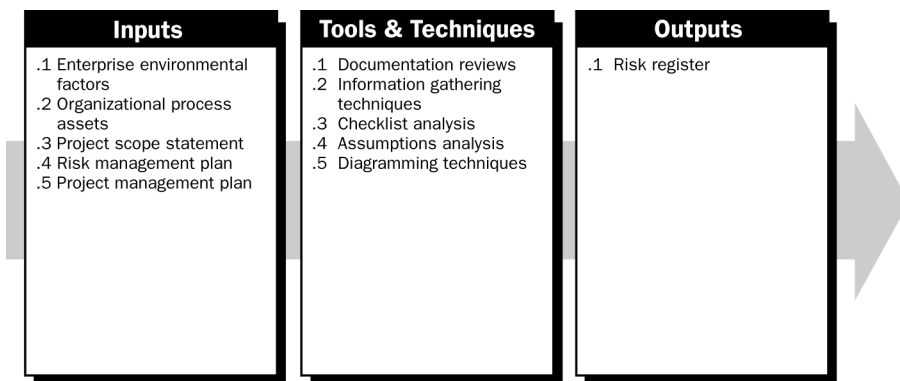 Inputs
.1 Enterprise environmental
factors
.2 Organizational process
assets
.3 Project scope statement
.4 Risk management plan
.5 Project management plan
Tools & Techniques
.1 Documentation reviews
.2 Information gathering
techniques
.3 Checklist analysis
.4 Assumptions analysis
.5 Diagramming techniques
Outputs
.1 Risk register